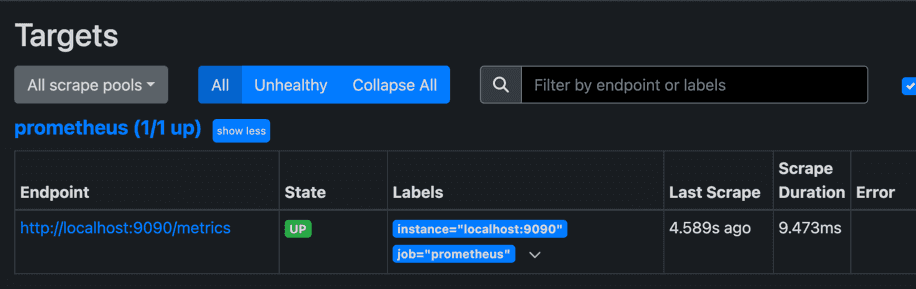 Targets
All scrape pools All Unhealthy Collapse All Filter by endpoint or labels
prometheus (1/1 up) show less
Endpoint State Labels Last Scrape Scrape Duration Error
http://localhost:9090/metrics UP instance="localhost:9090" 4.589s ago 9.473ms
job="prometheus"